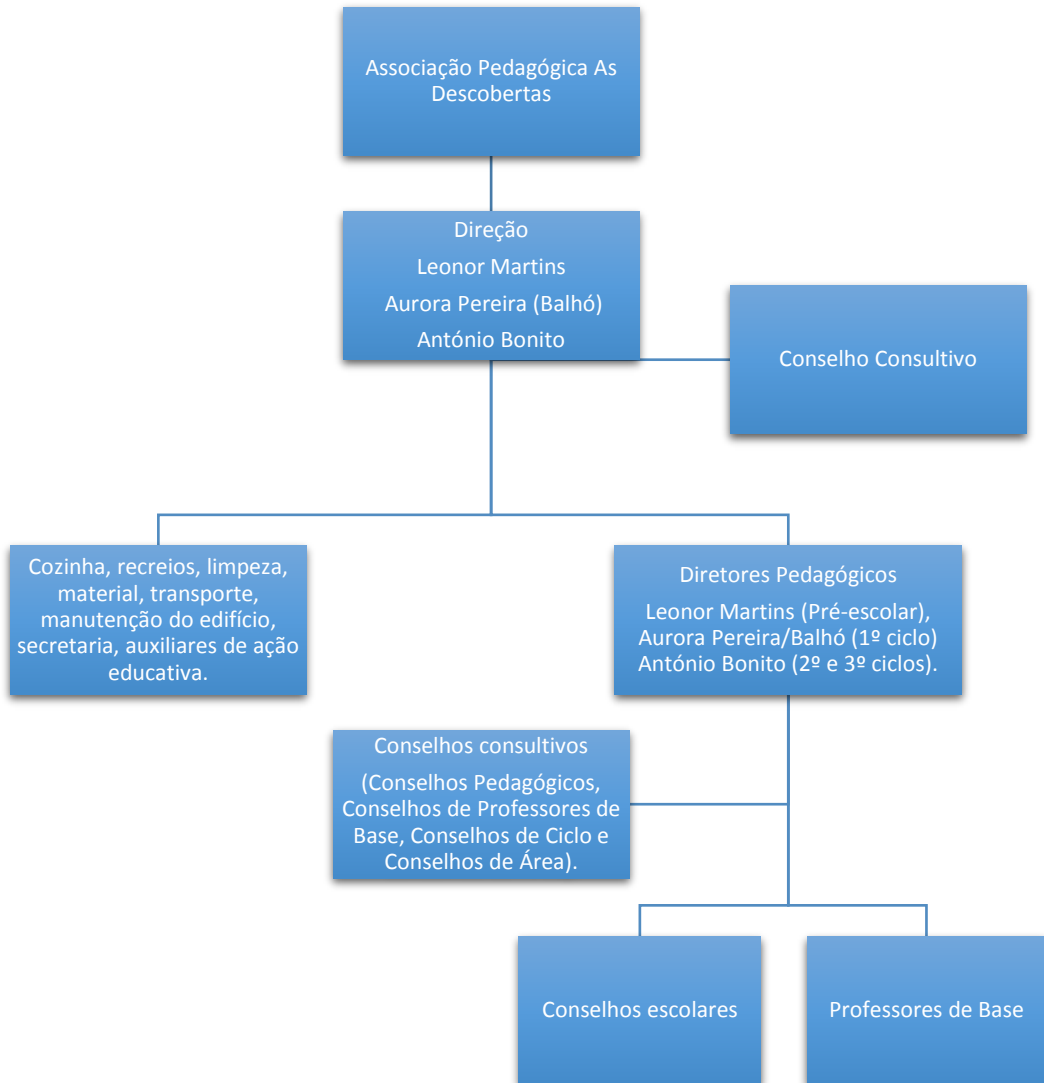 Associação Pedagógica As
Descobertas
Direção
Leonor Martins
Aurora Pereira (Balhó)
António Bonito
Conselho Consultivo
Cozinha, recreios, limpeza,
material, transporte,
manutenção do edifício,
secretaria, auxiliares de ação
educativa.
Diretores Pedagógicos
Leonor Martins (Pré-escolar),
Aurora Pereira/Balhó (1º ciclo)
António Bonito (2º e 3º ciclos).
Conselhos consultivos
(Conselhos Pedagógicos,
Conselhos de Professores de
Base, Conselhos de Ciclo e
Conselhos de Área).
Conselhos escolares
Professores de Base